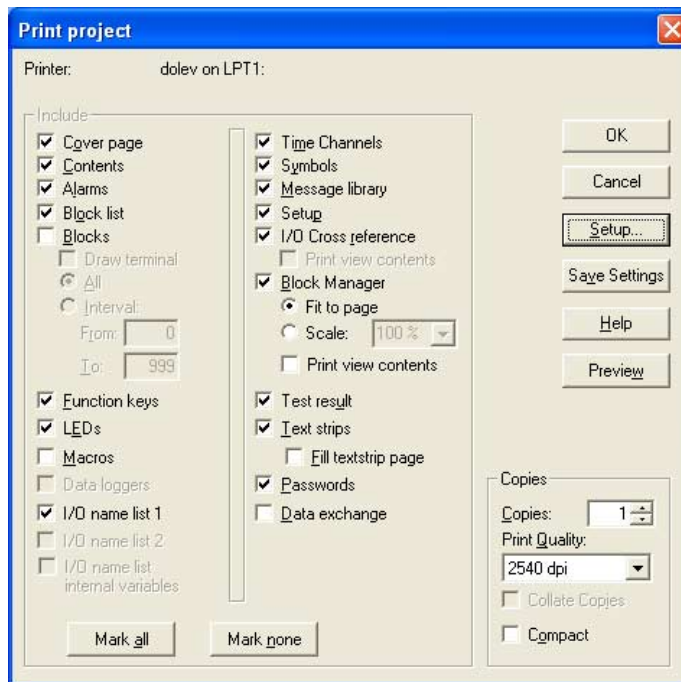 Print project
Printer: dolev on LPT1:
Include
Cover page
Contents
Alarms
Block list
Blocks
Draw terminal
All
Interval:
From: 0
To: 999
Function keys
LEDs
Macros
Data loggers
I/O name list 1
I/O name list 2
I/O name list
internal variables
Time Channels
Symbols
Message library
Setup
I/O Cross reference
Print view contents
Block Manager
Fit to page
Scale: 100 %
Print view contents
Test result
Text strips
Fill textstrip page
Passwords
Data exchange
Mark all Mark none
OK
Cancel
Setup...
Save Settings
Help
Preview
Copies
Copies: 1
Print Quality:
2540 dpi
Collate Copies
Compact